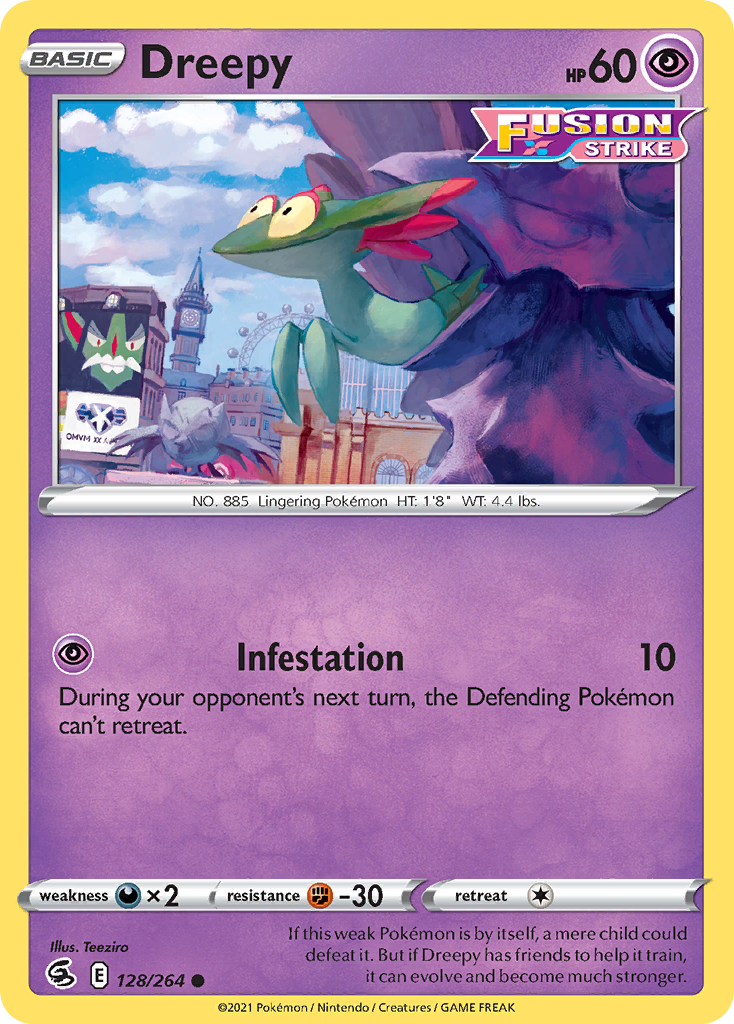 BASIC
Dreepy
HP60
FUSION
STRIKE
NO. 885 Lingering Pokémon HT: 1'8" WT: 4.4 lbs.
Infestation 10
During your opponent's next turn, the Defending Pokémon
can't retreat.
weakness ×2 resistance -30 retreat
Illus. Teeziro
If this weak Pokémon is by itself, a mere child could
defeat it. But if Dreepy has friends to help it train,
it can evolve and become much stronger.
E 128/264
©2021 Pokémon / Nintendo / Creatures / GAME FREAK